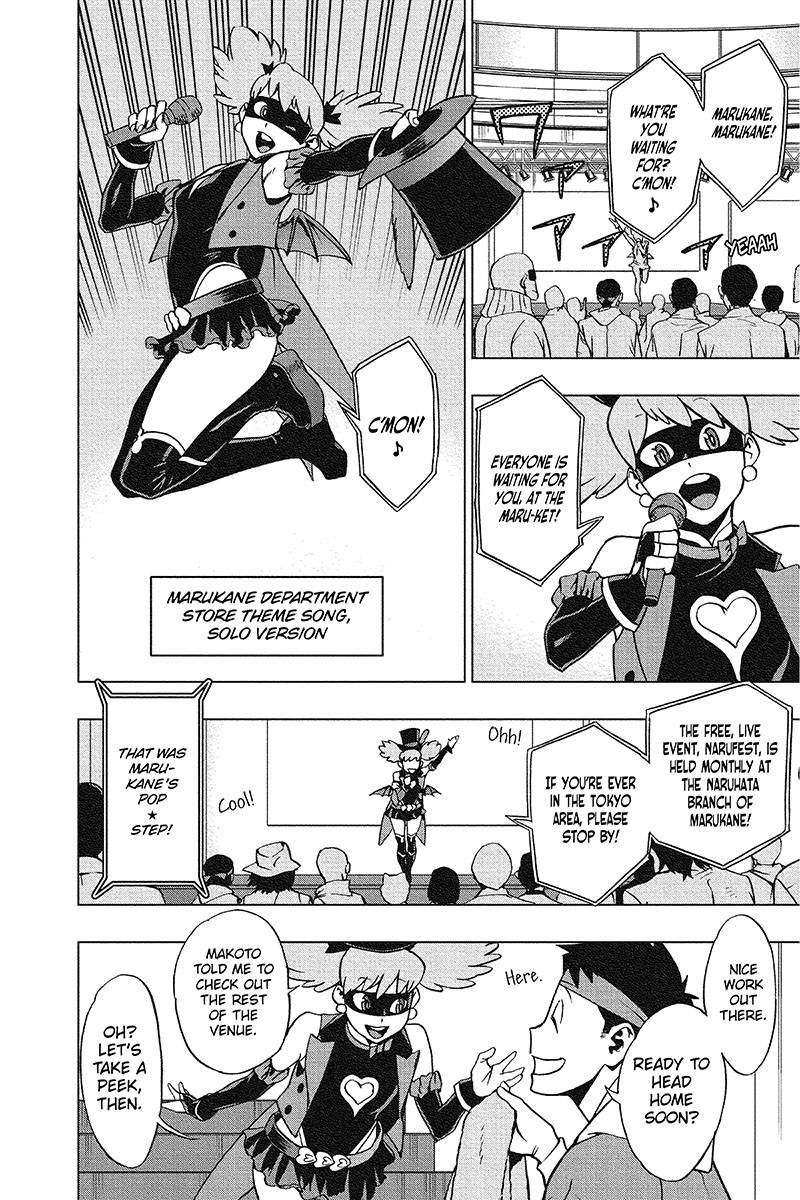 MARUKANE,
MARUKANE!
WHAT'RE
YOU
WAITING
FOR?
C'MON!
♪
ワ
ア
ア
ア
YEAAH
EVERYONE IS
WAITING FOR
YOU, AT THE
MARU-KET!
C'MON!
♪
MARUKANE DEPARTMENT
STORE THEME SONG,
SOLO VERSION
THE FREE, LIVE
EVENT, NARUFEST, IS
HELD MONTHLY AT
THE NARUHATA
BRANCH OF
MARUKANE!
IF YOU'RE EVER
IN THE TOKYO
AREA, PLEASE
STOP BY!
Ohh!
Cool!
THAT WAS
MARU-
KANE'S
POP
★
STEP!
NICE
WORK
OUT
THERE.
READY TO
HEAD
HOME
SOON?
Here.
MAKOTO
TOLD ME TO
CHECK OUT
THE REST
OF THE
VENUE.
OH?
LET'S
TAKE A
PEEK,
THEN.